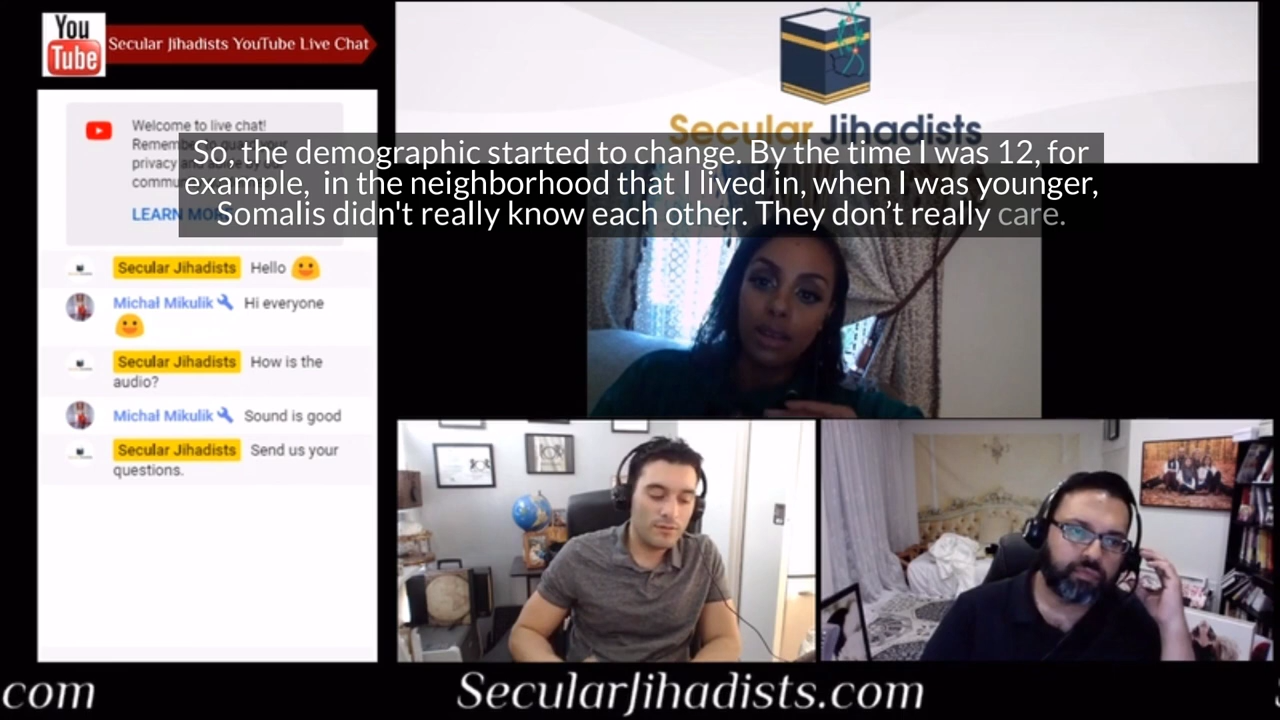 You
Tube
Secular Jihadists YouTube Live Chat
Secular Jihadists
So, the demographic started to change. By the time I was 12, for
example, in the neighborhood that I lived in, when I was younger,
Somalis didn't really know each other. They don’t really care.
Welcome to live chat!
privacy
LEARN
Secular Jihadists Hello
Michał Mikulik Hi everyone
Secular Jihadists How is the
audio?
Michał Mikulik Sound is good
Secular Jihadists Send us your
questions.
com
SecularJihadists.com